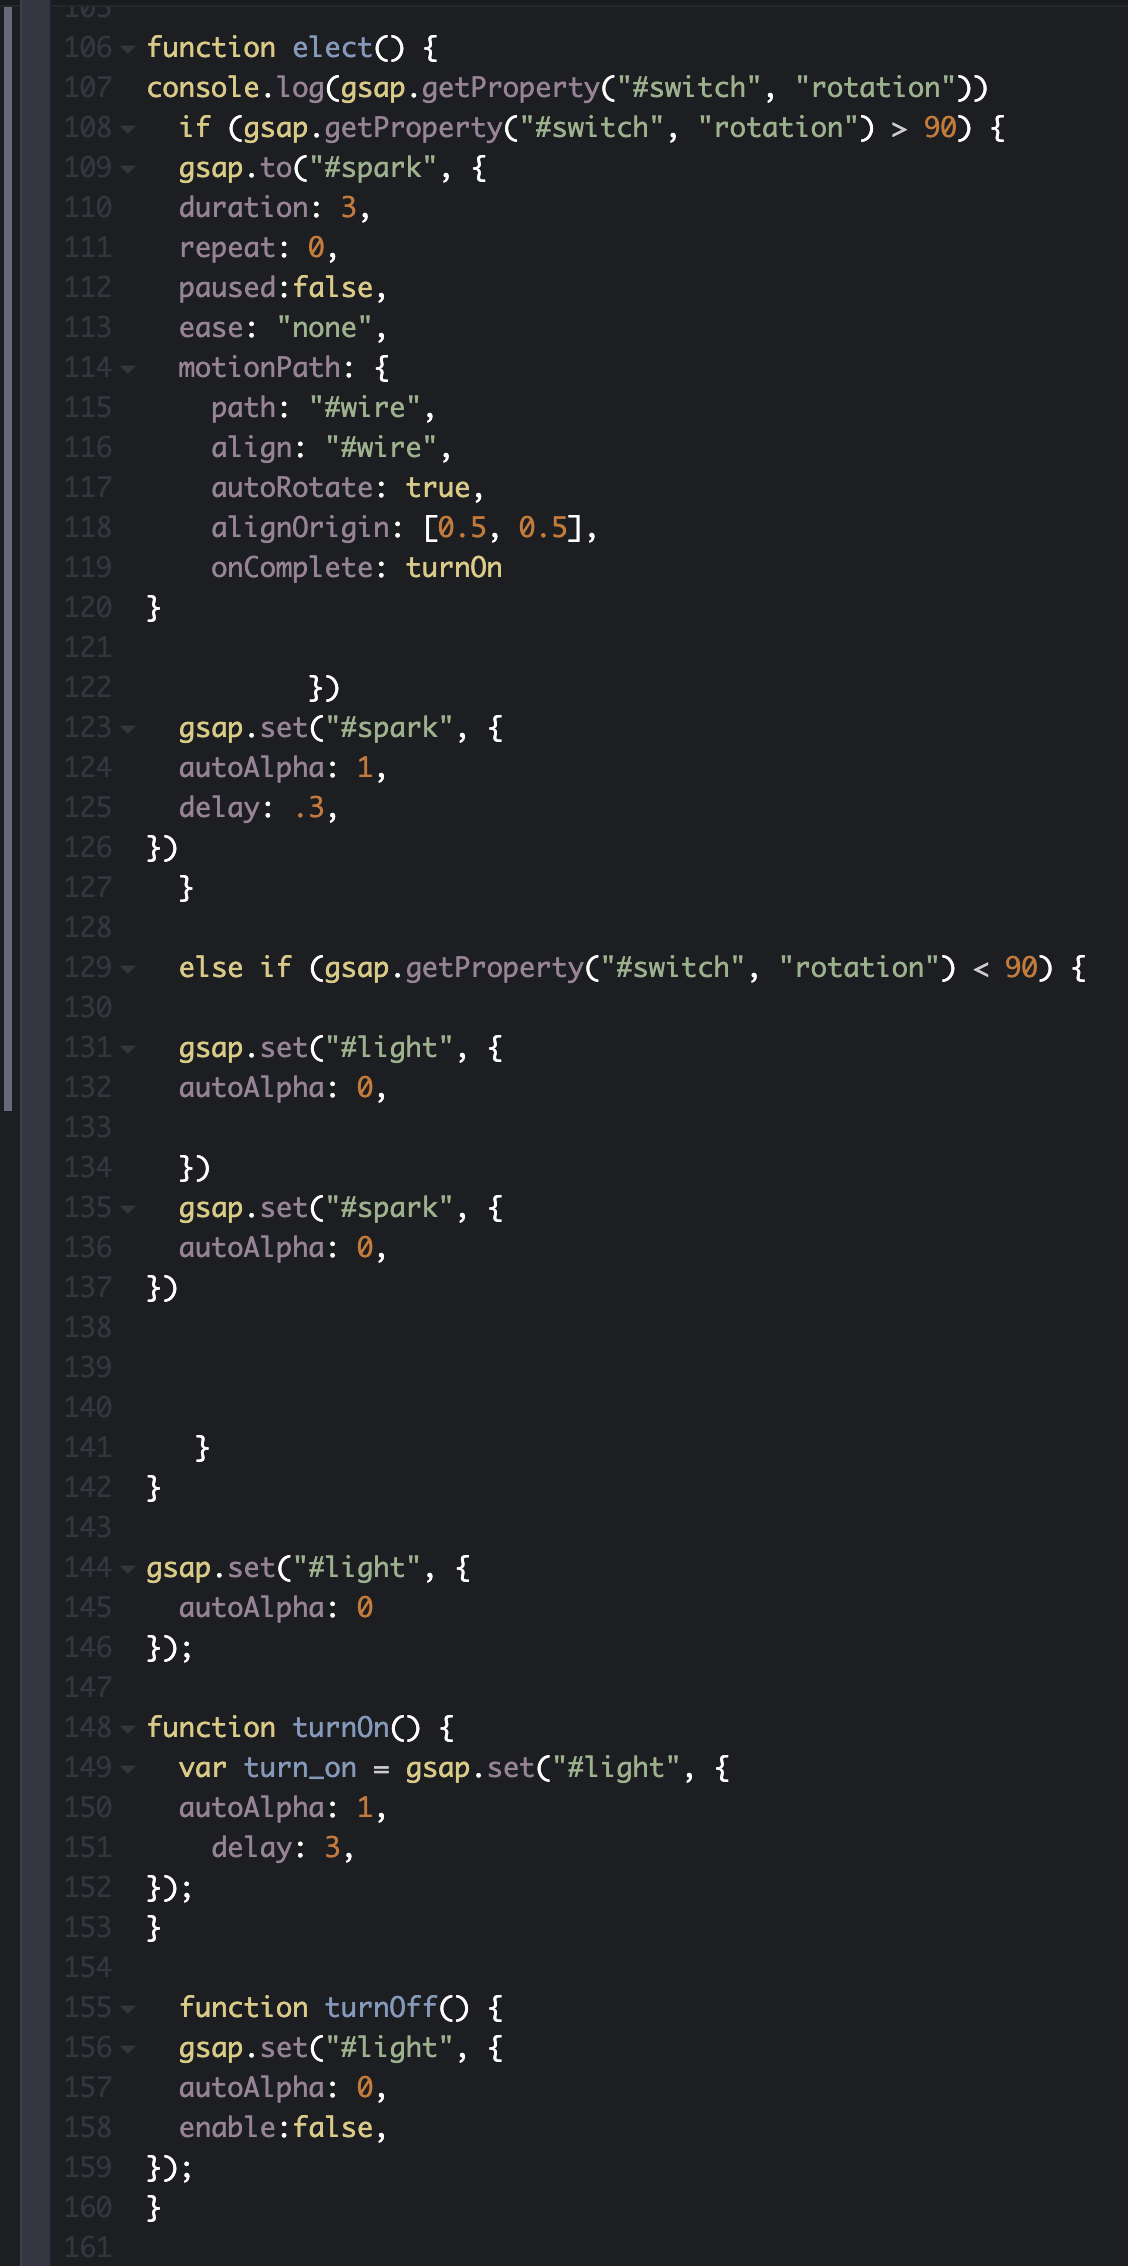 105
106 function elect() {
107 console.log(gsap.getProperty("#switch", "rotation"))
108   if (gsap.getProperty("#switch", "rotation") > 90) {
109   gsap.to("#spark", {
110   duration: 3,
111   repeat: 0,
112   paused:false,
113   ease: "none",
114   motionPath: {
115     path: "#wire",
116     align: "#wire",
117     autoRotate: true,
118     alignOrigin: [0.5, 0.5],
119     onComplete: turnOn
120 }
121
122           })
123   gsap.set("#spark", {
124   autoAlpha: 1,
125   delay: .3,
126 })
127   }
128
129   else if (gsap.getProperty("#switch", "rotation") < 90) {
130
131   gsap.set("#light", {
132   autoAlpha: 0,
133
134   })
135   gsap.set("#spark", {
136   autoAlpha: 0,
137 })
138
139
140
141    }
142 }
143
144 gsap.set("#light", {
145   autoAlpha: 0
146 });
147
148 function turnOn() {
149   var turn_on = gsap.set("#light", {
150   autoAlpha: 1,
151     delay: 3,
152 });
153 }
154
155   function turnOff() {
156   gsap.set("#light", {
157   autoAlpha: 0,
158   enable:false,
159 });
160 }
161